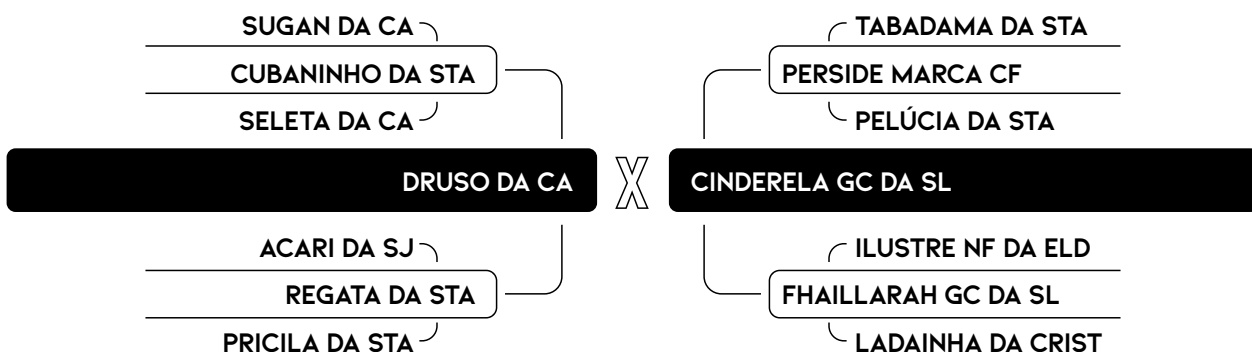 SUGAN DA CA
CUBANINHO DA STA
SELETA DA CA
TABADAMA DA STA
PERSIDE MARCA CF
PELÚCIA DA STA
DRUSO DA CA X CINDERELA GC DA SL
ACARI DA SJ
REGATA DA STA
PRICILA DA STA
ILUSTRE NF DA ELD
FHAILLARAH GC DA SL
LADAINHA DA CRIST